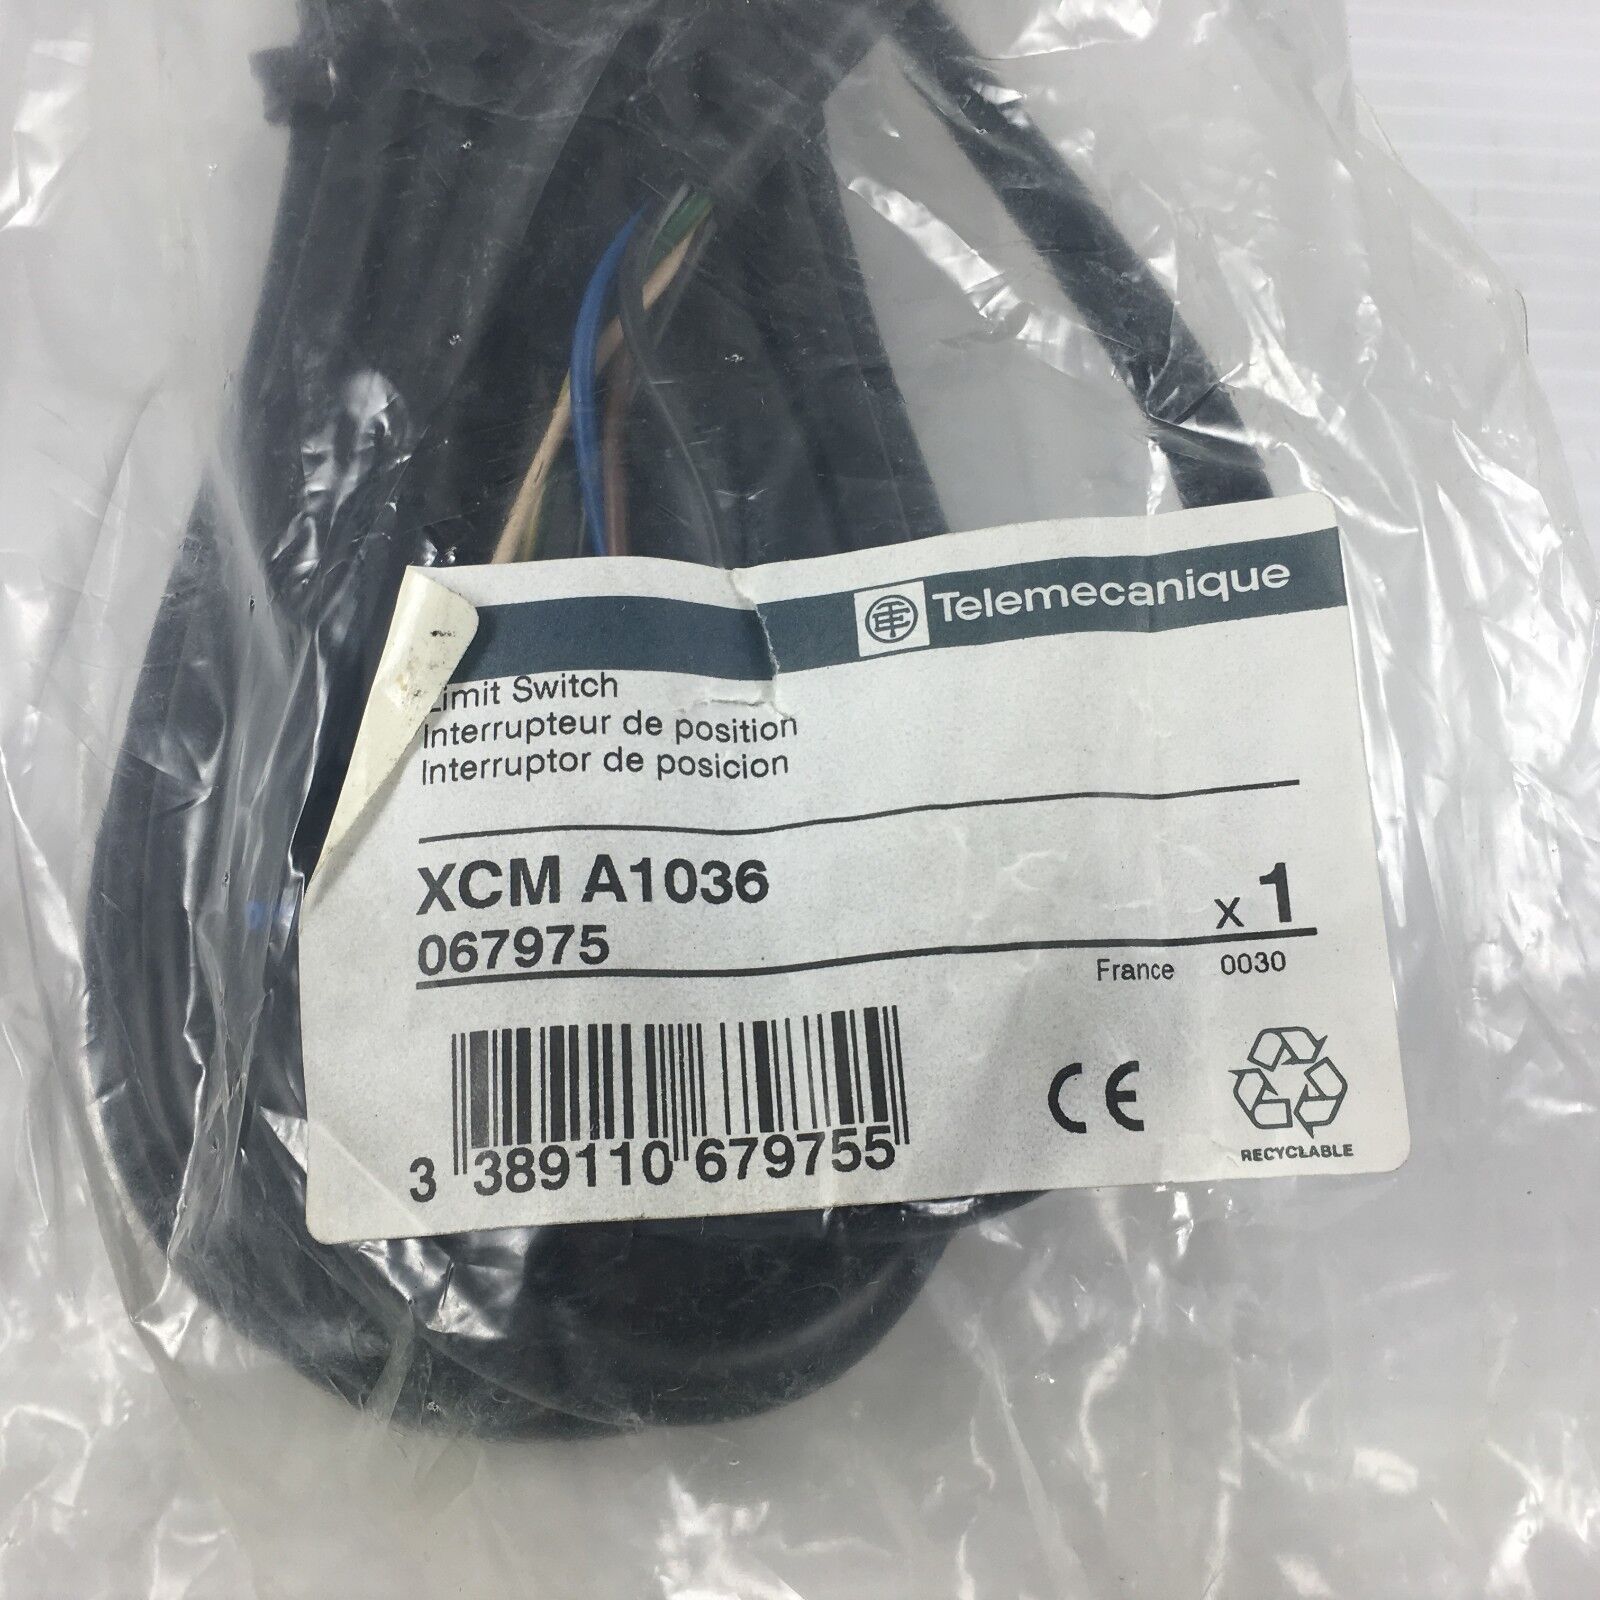 Telemecanique
Limit Switch
Interrupteur de position
Interruptor de posicion
XCM A1036
067975
x 1
France 0030
3 389110 679755
CE
RECYCLABLE